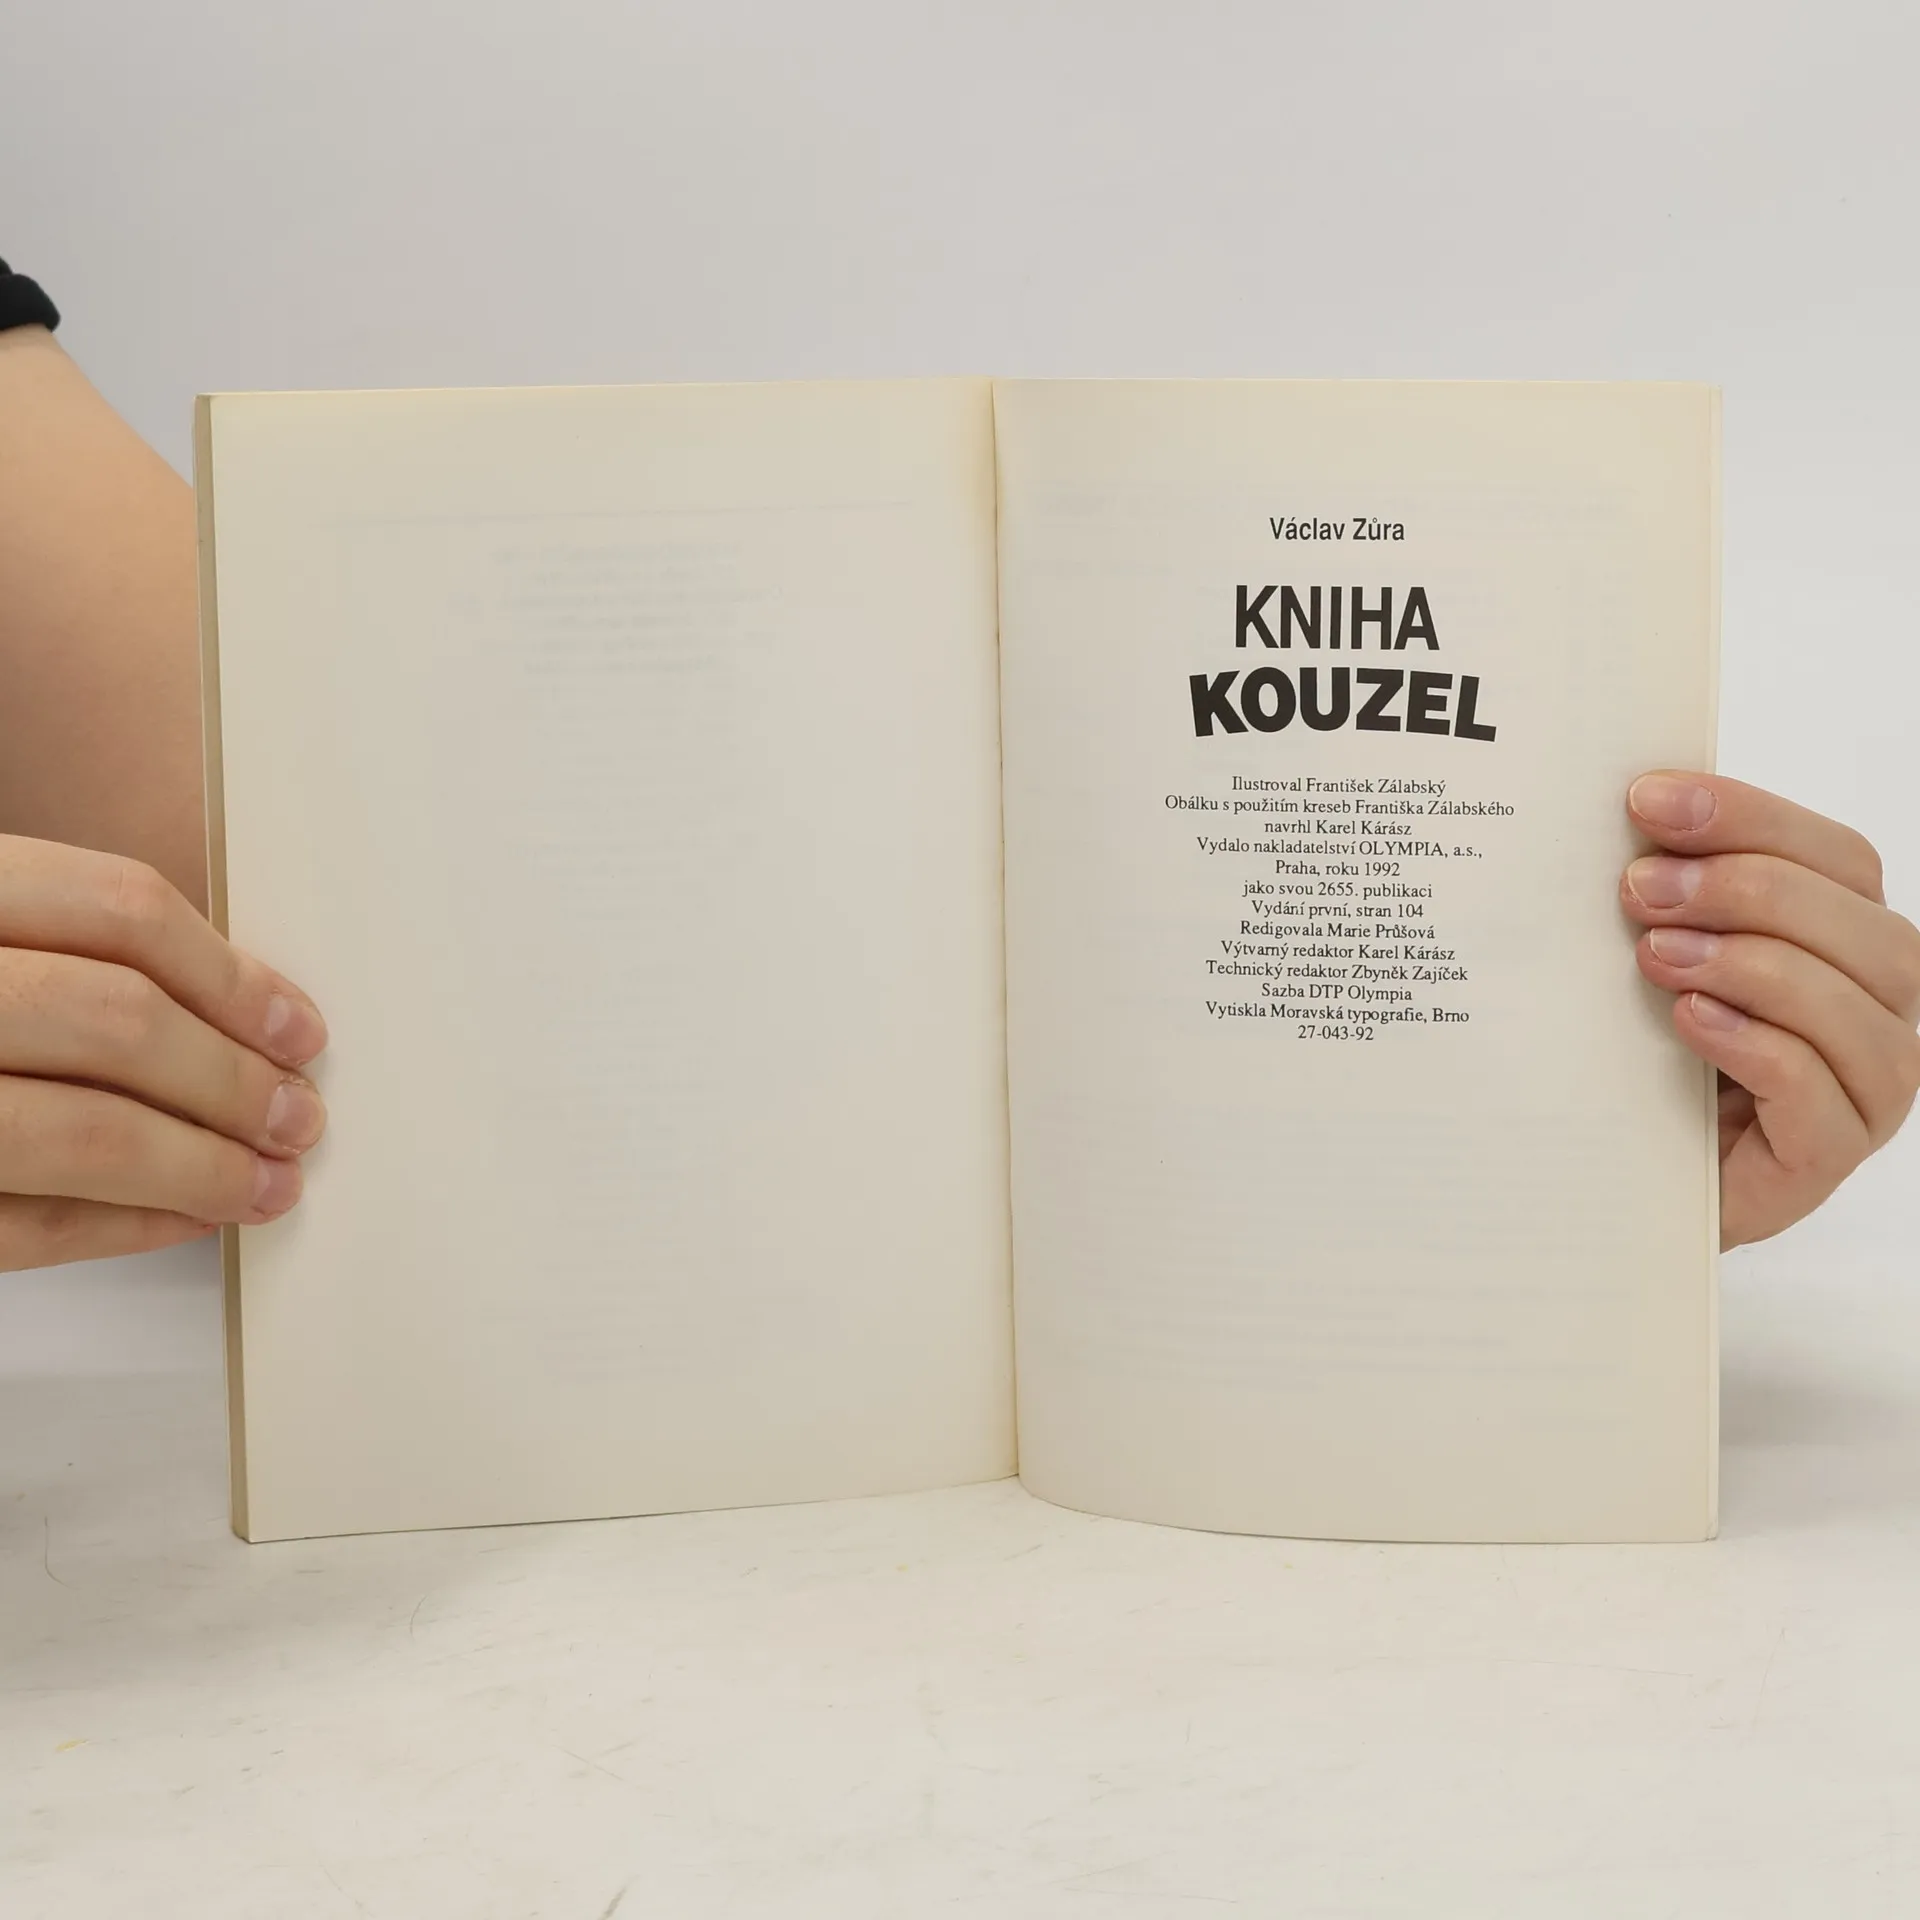 Václav Zůra
KNIHA
KOUZEL
Ilustroval František Zálabský
Obálku s použitím kreseb Františka Zálabského
navrhl Karel Kárász
Vydalo nakladatelství OLYMPIA, a.s.,
Praha, roku 1992
jako svou 2655. publikaci
Vydání první, stran 104
Redigovala Marie Průšová
Výtvarný redaktor Karel Kárász
Technický redaktor Zbyněk Zajíček
Sazba DTP Olympia
Vytiskla Moravská typografie, Brno
27-043-92